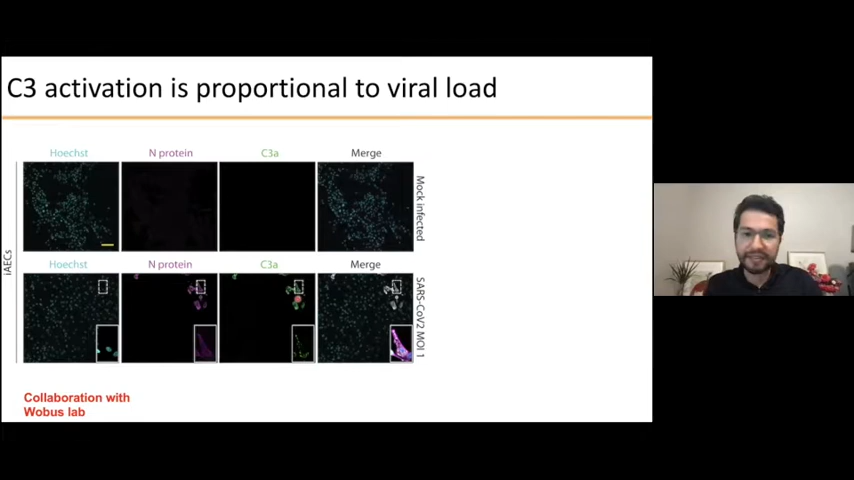 C3 activation is proportional to viral load
Hoechst N protein C3a Merge
Mock infected
iAECs
Hoechst N protein C3a Merge
SARS-CoV2 MOI 1
Collaboration with
Wobus lab